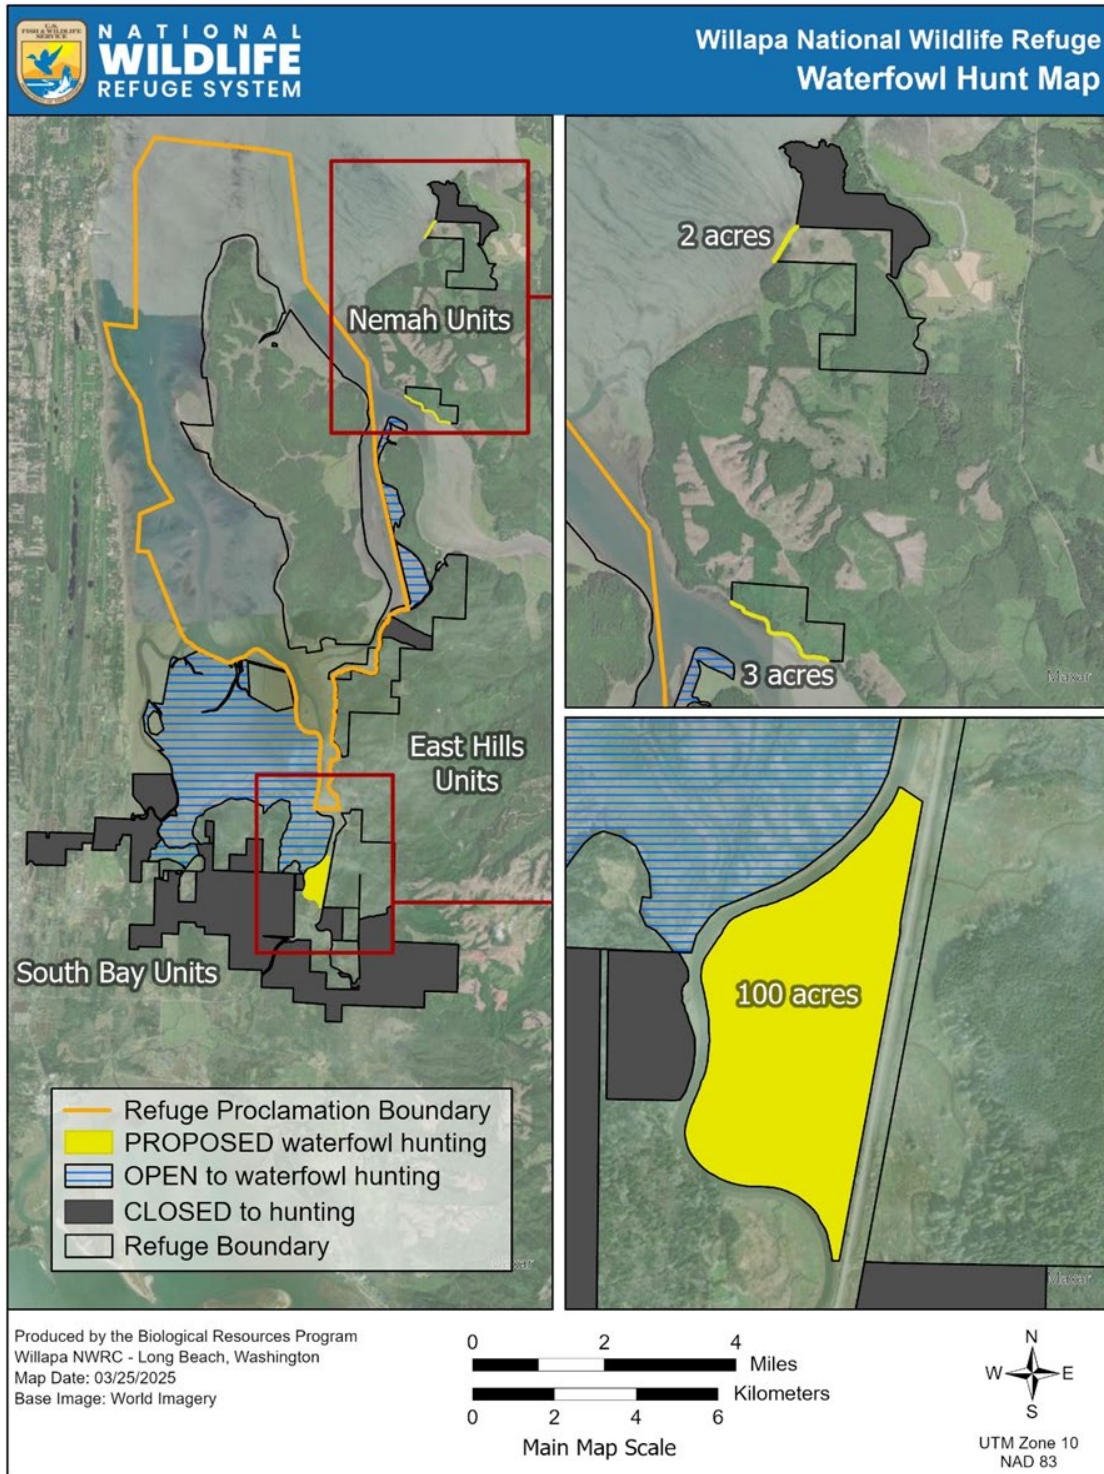 U.S.
FISH & WILDLIFE
SERVICE
NATIONAL
WILDLIFE
REFUGE SYSTEM
Willapa National Wildlife Refuge
Waterfowl Hunt Map
Nemah Units
East Hills
Units
South Bay Units
Refuge Proclamation Boundary
PROPOSED waterfowl hunting
OPEN to waterfowl hunting
CLOSED to hunting
Refuge Boundary
2 acres
3 acres
Maxar
100 acres
Maxar
Produced by the Biological Resources Program
Willapa NWRC - Long Beach, Washington
Map Date: 03/25/2025
Base Image: World Imagery
0 2 4
Miles
Kilometers
0 2 4 6
Main Map Scale
N
W E
S
UTM Zone 10
NAD 83